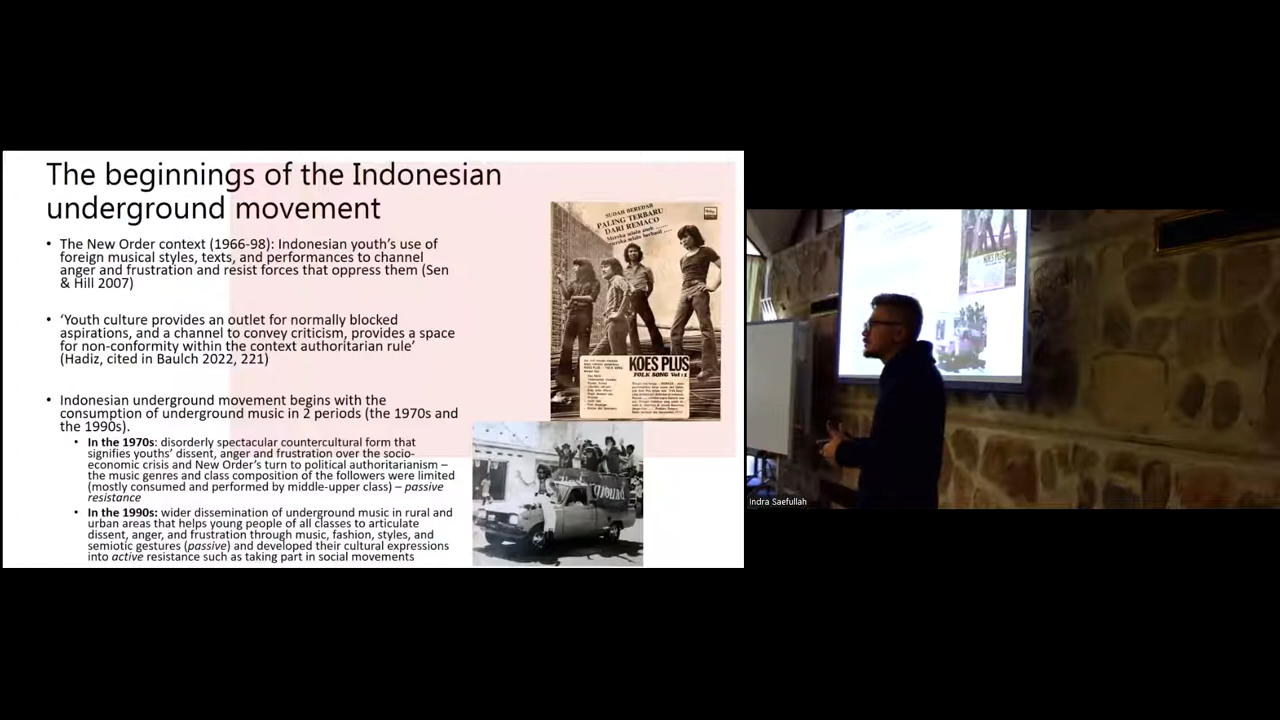 The beginnings of the Indonesian
underground movement
• The New Order context (1966-98): Indonesian youth’s use of
foreign musical styles, texts, and performances to channel
anger and frustration and resist forces that oppress them (Sen
& Hill 2007)
• ‘Youth culture provides an outlet for normally blocked
aspirations, and a channel to convey criticism, provides a space
for non-conformity within the context authoritarian rule’
(Hadiz, cited in Baulch 2022, 221)
• Indonesian underground movement begins with the
consumption of underground music in 2 periods (the 1970s and
the 1990s).
• In the 1970s: disorderly spectacular countercultural form that
signifies youths’ dissent, anger and frustration over the socio-
economic crisis and New Order’s turn to political authoritarianism –
the music genres and class composition of the followers were limited
(mostly consumed and performed by middle-upper class) – passive
resistance
• In the 1990s: wider dissemination of underground music in rural and
urban areas that helps young people of all classes to articulate
dissent, anger, and frustration through music, fashion, styles, and
semiotic gestures (passive) and developed their cultural expressions
into active resistance such as taking part in social movements
SUDAH BEREDAR
PALING TERBARU
DARI REMACO
KOES PLUS
FOLK SONG Vol : 1
ground
KOES PLUS
Indra Saefullah